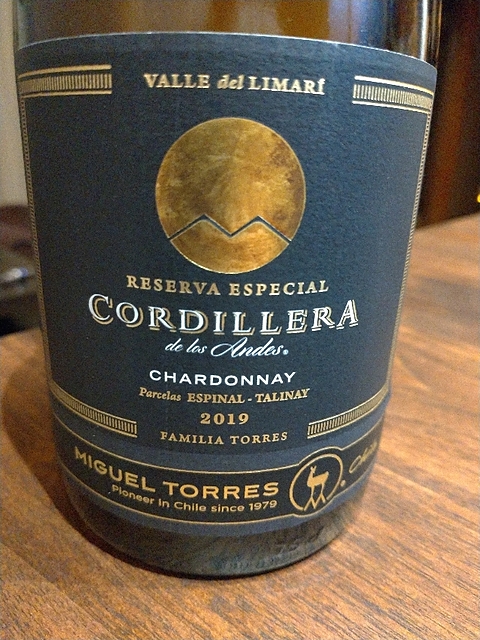 VALLE del LIMARÍ
RESERVA ESPECIAL
CORDILLERA
de los Andes®
CHARDONNAY
Parcelas ESPINAL - TALINAY
2019
FAMILIA TORRES
MIGUEL TORRES ® Chile
Pioneer in Chile since 1979